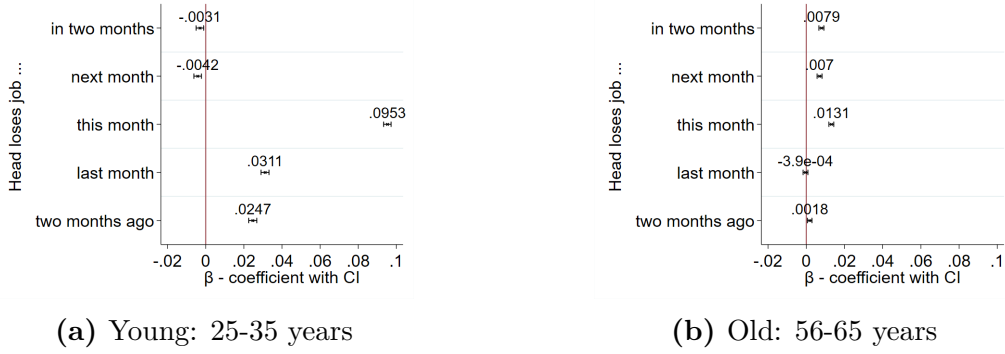 Head loses job ...
in two months
next month
this month
last month
two months ago
-.0031
-.0042
.0953
.0311
.0247
-.02 0 .02 .04 .06 .08 .1
β - coefficient with CI
(a) Young: 25-35 years
Head loses job ...
in two months
next month
this month
last month
two months ago
.0079
.007
.0131
-3.9e-04
.0018
-.02 0 .02 .04 .06 .08 .1
β - coefficient with CI
(b) Old: 56-65 years